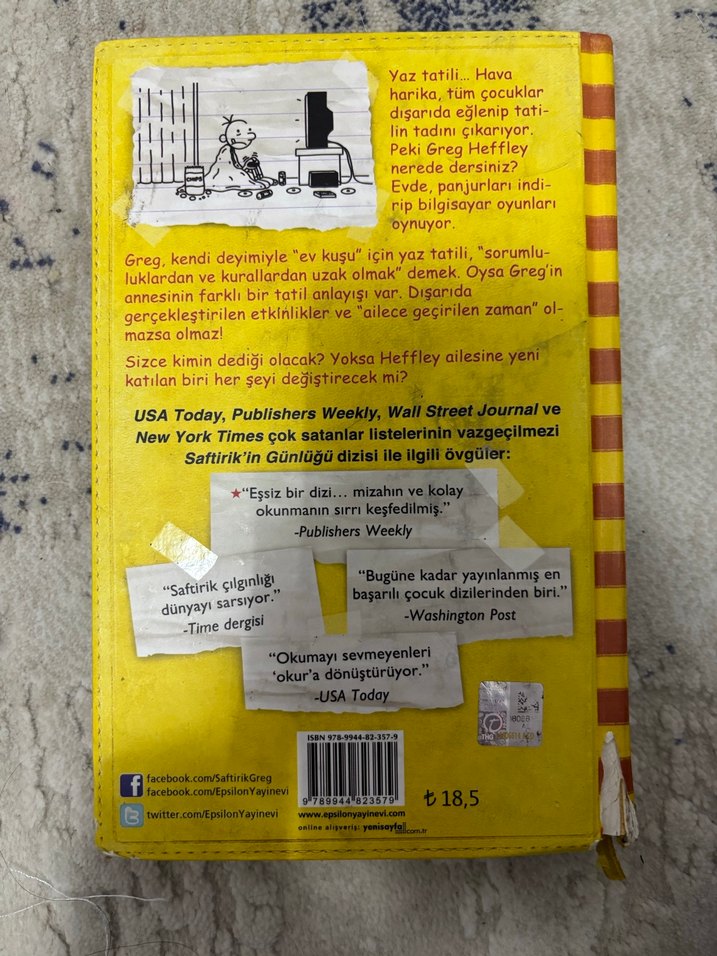 Yaz tatili... Hava
harika, tüm çocuklar
dışarıda eğlenip tati-
lin tadını çıkarıyor.
Peki Greg Heffley
nerede dersiniz?
Evde, panjurları indi-
rip bilgisayar oyunları
oynuyor.
CHIPS
Greg, kendi deyimiyle "ev kuşu" için yaz tatili, "sorumlu-
luklardan ve kurallardan uzak olmak" demek. Oysa Greg'in
annesinin farklı bir tatil anlayışı var. Dışarıda
gerçekleştirilen etkinlikler ve "ailece geçirilen zaman" ol-
mazsa olmaz!
Sizce kimin dediği olacak? Yoksa Heffley ailesine yeni
katılan biri her şeyi değiştirecek mi?
USA Today, Publishers Weekly, Wall Street Journal ve
New York Times çok satanlar listelerinin vazgeçilmezi
Saftirik'in Günlüğü dizisi ile ilgili övgüler:
★"Eşsiz bir dizi... mizahın ve kolay
okunmanın sırrı keşfedilmiş."
-Publishers Weekly
"Saftirik çılgınlığı
dünyayı sarsıyor."
-Time dergisi
"Bugüne kadar yayınlanmış en
başarılı çocuk dizilerinden biri."
-Washington Post
"Okumayı sevmeyenleri
'okur'a dönüştürüyor."
-USA Today
ISBN 978-9944-82-357-9
9 789944 823579
₺ 18,5
facebook.com/SaftirikGreg
facebook.com/EpsilonYayinevi
twitter.com/EpsilonYayinevi
www.epsilonyayinevi.com
online alışveriş: yenisayfa.com.tr